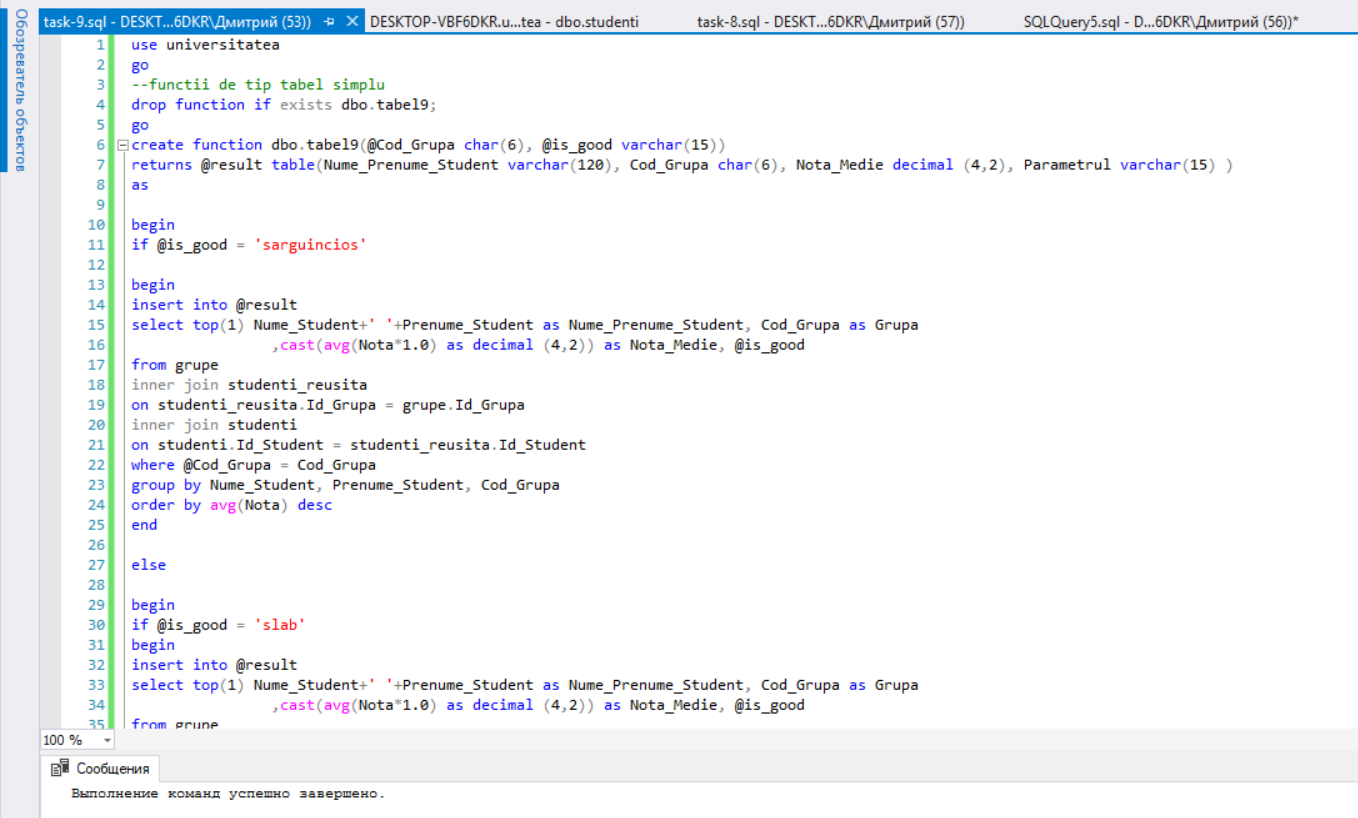 task-9.sql - DESKT...6DKR\Дмитрий (53)) DESKTOP-VBF6DKR.u...tea - dbo.studenti task-8.sql - DESKT...6DKR\Дмитрий (57)) SQLQuery5.sql - D...6DKR\Дмитрий (56))*
Обозреватель объектов
1 use universitatea
2 go
3 --functii de tip tabel simplu
4 drop function if exists dbo.tabel9;
5 go
6 create function dbo.tabel9(@Cod_Grupa char(6), @is_good varchar(15))
7 returns @result table(Nume_Prenume_Student varchar(120), Cod_Grupa char(6), Nota_Medie decimal (4,2), Parametrul varchar(15) )
8 as
9
10 begin
11 if @is_good = 'sarguincios'
12
13 begin
14 insert into @result
15 select top(1) Nume_Student+' '+Prenume_Student as Nume_Prenume_Student, Cod_Grupa as Grupa
16 ,cast(avg(Nota*1.0) as decimal (4,2)) as Nota_Medie, @is_good
17 from grupe
18 inner join studenti_reusita
19 on studenti_reusita.Id_Grupa = grupe.Id_Grupa
20 inner join studenti
21 on studenti.Id_Student = studenti_reusita.Id_Student
22 where @Cod_Grupa = Cod_Grupa
23 group by Nume_Student, Prenume_Student, Cod_Grupa
24 order by avg(Nota) desc
25 end
26
27 else
28
29 begin
30 if @is_good = 'slab'
31 begin
32 insert into @result
33 select top(1) Nume_Student+' '+Prenume_Student as Nume_Prenume_Student, Cod_Grupa as Grupa
34 ,cast(avg(Nota*1.0) as decimal (4,2)) as Nota_Medie, @is_good
35 from grupe
100 %
Сообщения
Выполнение команд успешно завершено.